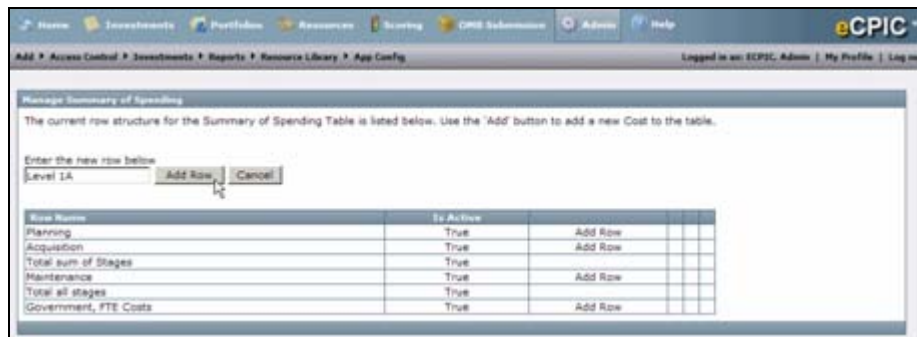 Home Investments Portfolios Resources Scoring OMB Submission Admin Help eCPIC
Add Access Control Investments Reports Resource Library App Config Logged in as: ECPIC, Admin | My Profile | Log
Manage Summary of Spending
The current row structure for the Summary of Spending Table is listed below. Use the 'Add' button to add a new Cost to the table.
Enter the new row below
Level 1A Add Row Cancel
Row Name Is Active
Planning True Add Row
Acquisition True Add Row
Total sum of Stages True
Maintenance True Add Row
Total all stages True
Government, FTE Costs True Add Row